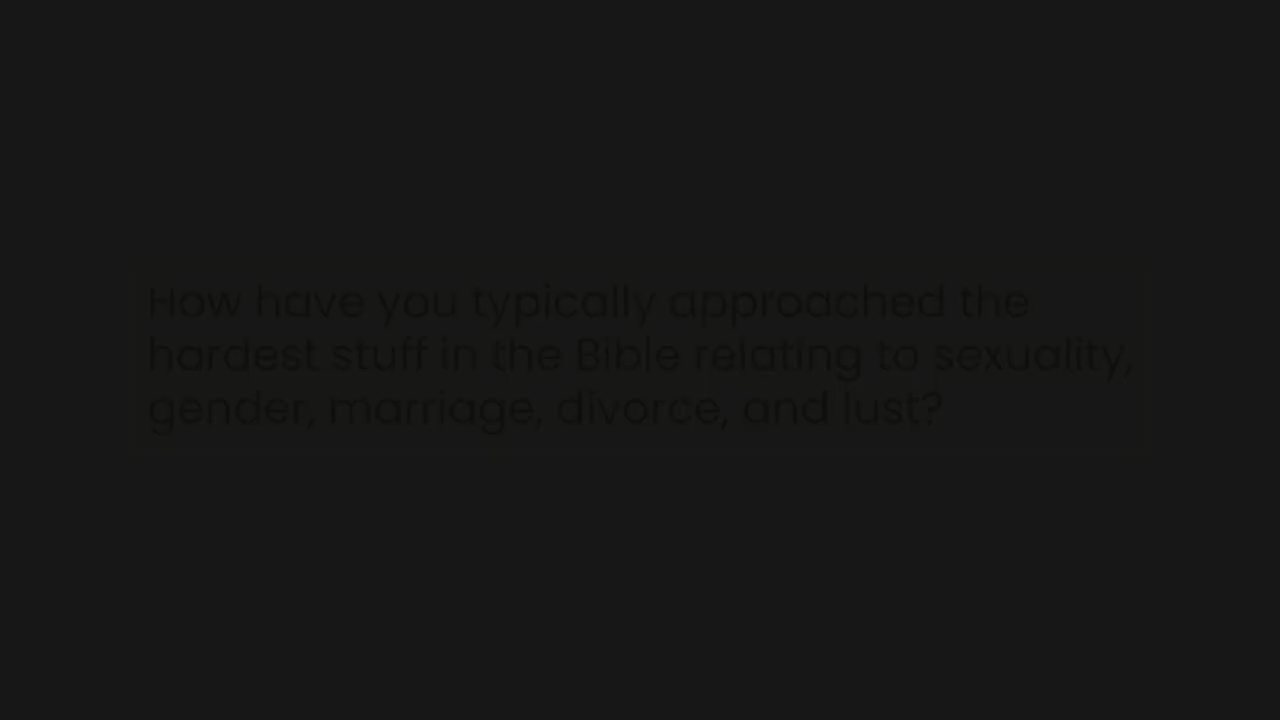 How have you typically approached the
hardest stuff in the Bible relating to sexuality,
gender, marriage, divorce, and lust?